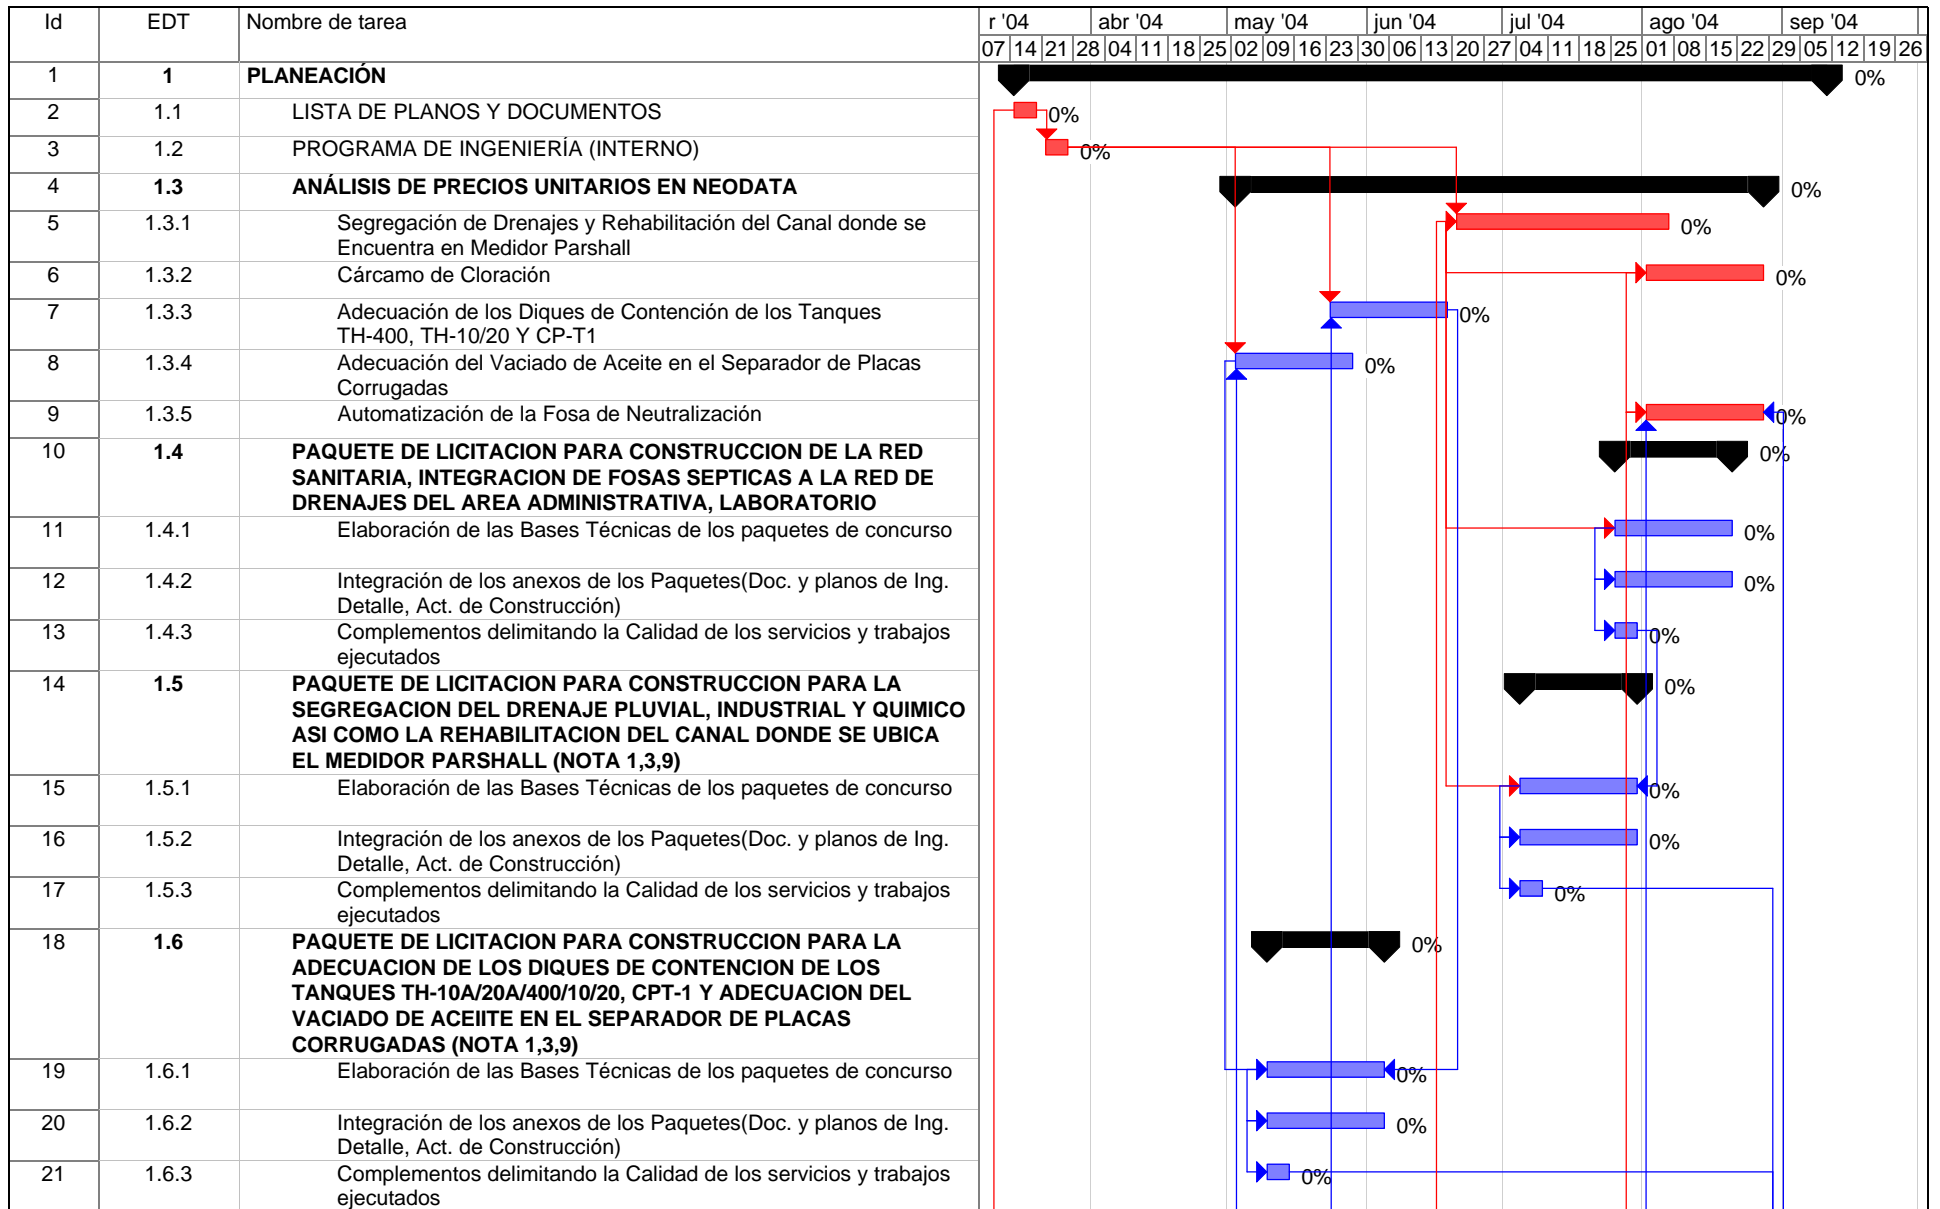 Id EDT Nombre de tarea r '04 abr '04 may '04 jun '04 jul '04 ago '04 sep '04
07 14 21 28 04 11 18 25 02 09 16 23 30 06 13 20 27 04 11 18 25 01 08 15 22 29 05 12 19 26
1 1 PLANEACIÓN 0%
2 1.1 LISTA DE PLANOS Y DOCUMENTOS 0%
3 1.2 PROGRAMA DE INGENIERÍA (INTERNO) 0%
4 1.3 ANÁLISIS DE PRECIOS UNITARIOS EN NEODATA 0%
5 1.3.1 Segregación de Drenajes y Rehabilitación del Canal donde se 0%
Encuentra en Medidor Parshall
6 1.3.2 Cárcamo de Cloración 0%
7 1.3.3 Adecuación de los Diques de Contención de los Tanques 0%
TH-400, TH-10/20 Y CP-T1
8 1.3.4 Adecuación del Vaciado de Aceite en el Separador de Placas 0%
Corrugadas
9 1.3.5 Automatización de la Fosa de Neutralización 0%
10 1.4 PAQUETE DE LICITACION PARA CONSTRUCCION DE LA RED 0%
SANITARIA, INTEGRACION DE FOSAS SEPTICAS A LA RED DE
DRENAJES DEL AREA ADMINISTRATIVA, LABORATORIO
11 1.4.1 Elaboración de las Bases Técnicas de los paquetes de concurso 0%
12 1.4.2 Integración de los anexos de los Paquetes(Doc. y planos de Ing. 0%
Detalle, Act. de Construcción)
13 1.4.3 Complementos delimitando la Calidad de los servicios y trabajos 0%
ejecutados
14 1.5 PAQUETE DE LICITACION PARA CONSTRUCCION PARA LA 0%
SEGREGACION DEL DRENAJE PLUVIAL, INDUSTRIAL Y QUIMICO
ASI COMO LA REHABILITACION DEL CANAL DONDE SE UBICA
EL MEDIDOR PARSHALL (NOTA 1,3,9)
15 1.5.1 Elaboración de las Bases Técnicas de los paquetes de concurso 0%
16 1.5.2 Integración de los anexos de los Paquetes(Doc. y planos de Ing. 0%
Detalle, Act. de Construcción)
17 1.5.3 Complementos delimitando la Calidad de los servicios y trabajos 0%
ejecutados
18 1.6 PAQUETE DE LICITACION PARA CONSTRUCCION PARA LA 0%
ADECUACION DE LOS DIQUES DE CONTENCION DE LOS
TANQUES TH-10A/20A/400/10/20, CPT-1 Y ADECUACION DEL
VACIADO DE ACEIITE EN EL SEPARADOR DE PLACAS
CORRUGADAS (NOTA 1,3,9)
19 1.6.1 Elaboración de las Bases Técnicas de los paquetes de concurso 0%
20 1.6.2 Integración de los anexos de los Paquetes(Doc. y planos de Ing. 0%
Detalle, Act. de Construcción)
21 1.6.3 Complementos delimitando la Calidad de los servicios y trabajos 0%
ejecutados